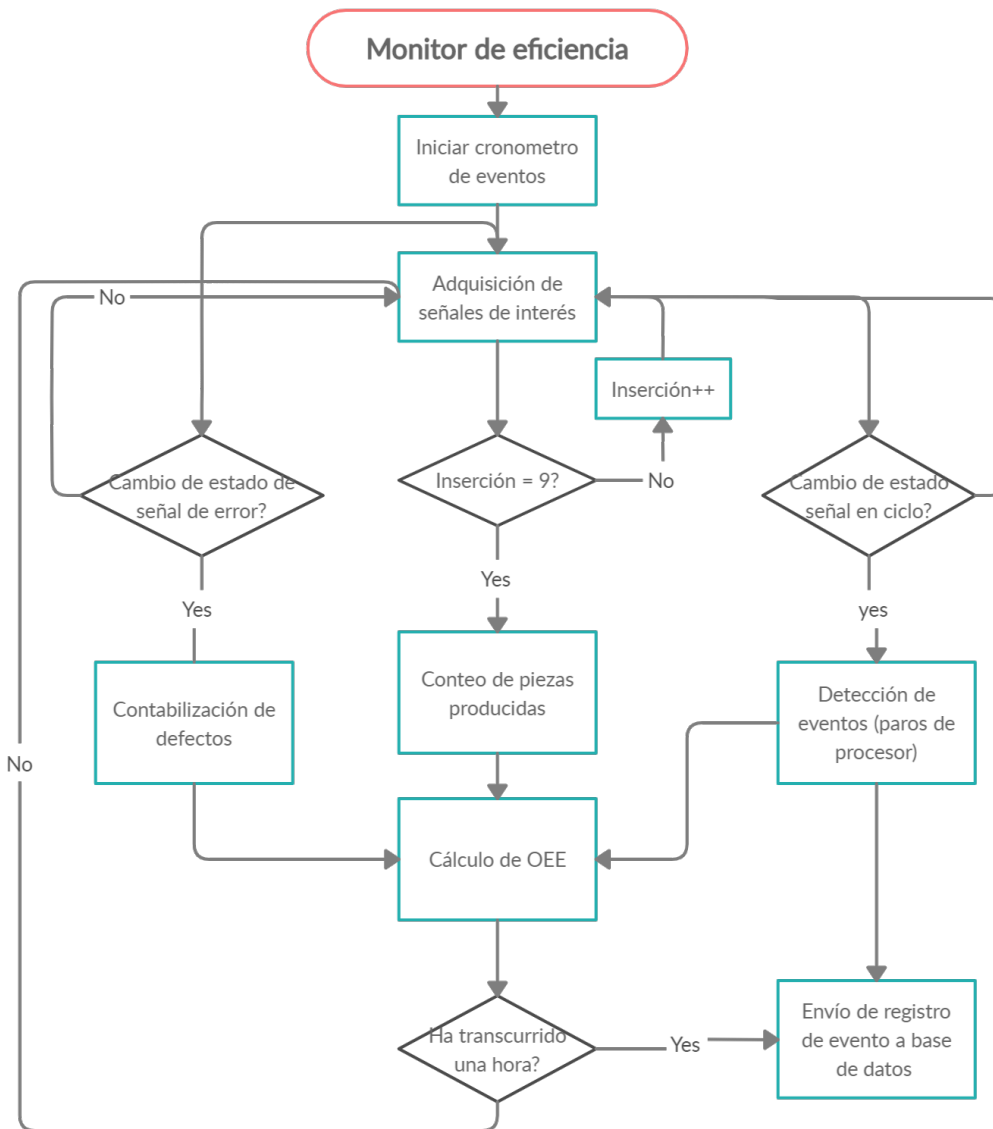 Monitor de eficiencia
Iniciar cronometro
de eventos
Adquisición de
señales de interés
No
Inserción++
Cambio de estado de
señal de error?
Inserción = 9?
No
Cambio de estado
señal en ciclo?
Yes
Yes
yes
Contabilización de
defectos
Conteo de piezas
producidas
Detección de
eventos (paros de
procesor)
No
Cálculo de OEE
Ha transcurrido
una hora?
Yes
Envío de registro
de evento a base
de datos